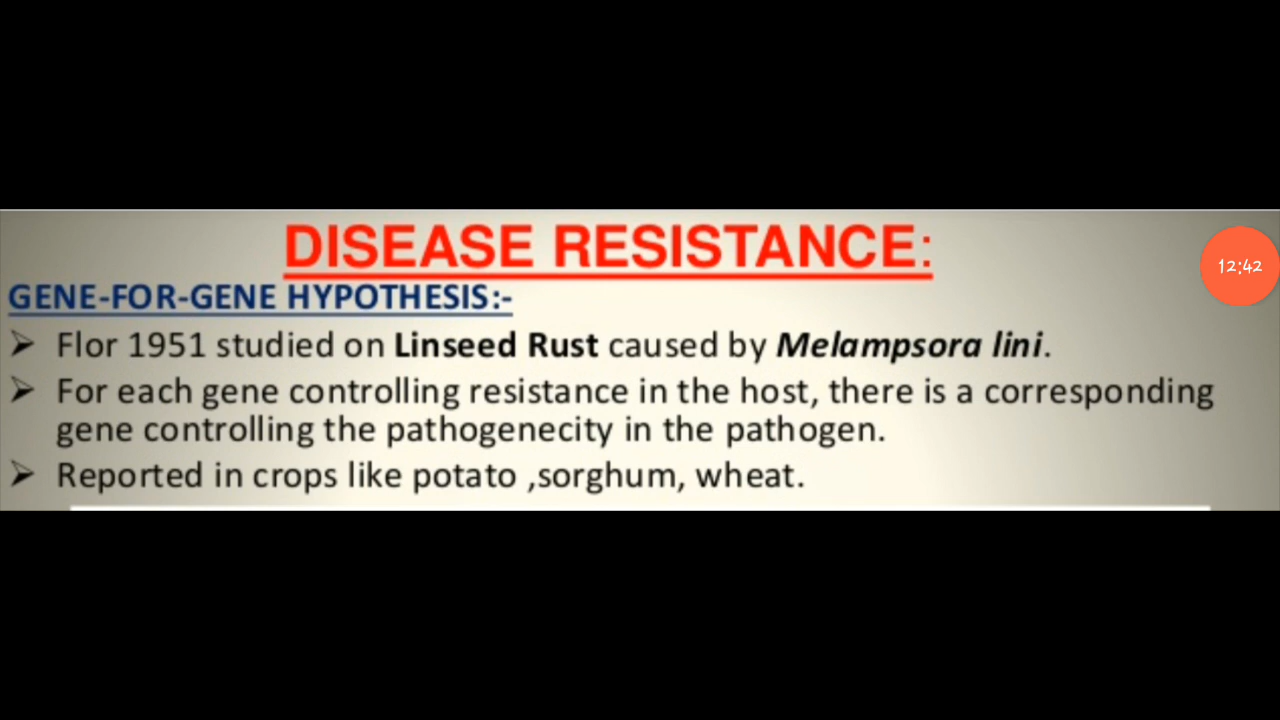 DISEASE RESISTANCE:
12:42
GENE-FOR-GENE HYPOTHESIS:-
➢ Flor 1951 studied on Linseed Rust caused by Melampsora lini.
➢ For each gene controlling resistance in the host, there is a corresponding
gene controlling the pathogenecity in the pathogen.
➢ Reported in crops like potato ,sorghum, wheat.